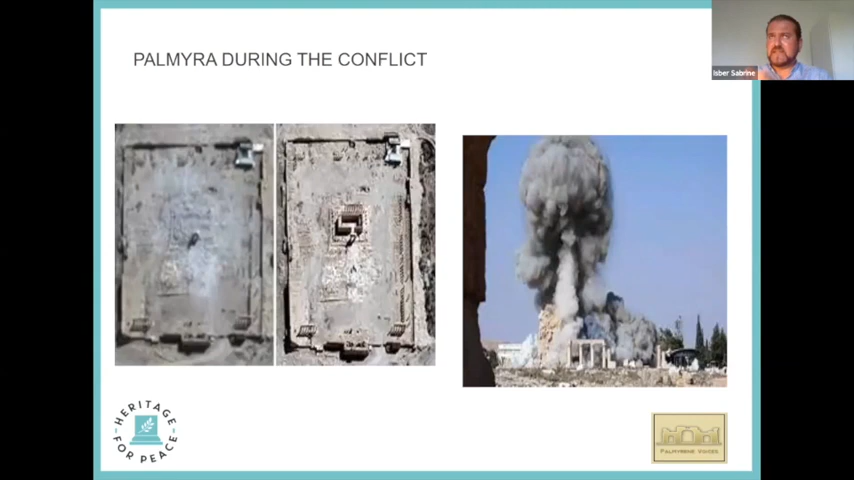 PALMYRA DURING THE CONFLICT
Isber Sabrine
HERITAGE
FOR PEACE
PALMYRENE VOICES